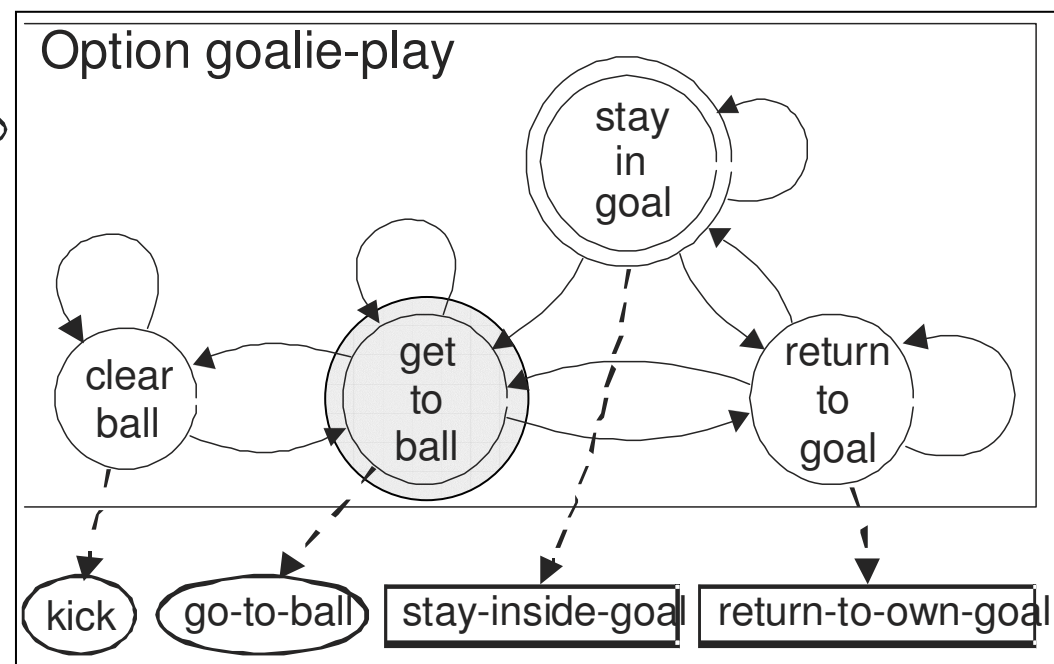 Option goalie-play
stay
in
goal
clear
ball
get
to
ball
return
to
goal
kick
go-to-ball
stay-inside-goal
return-to-own-goal